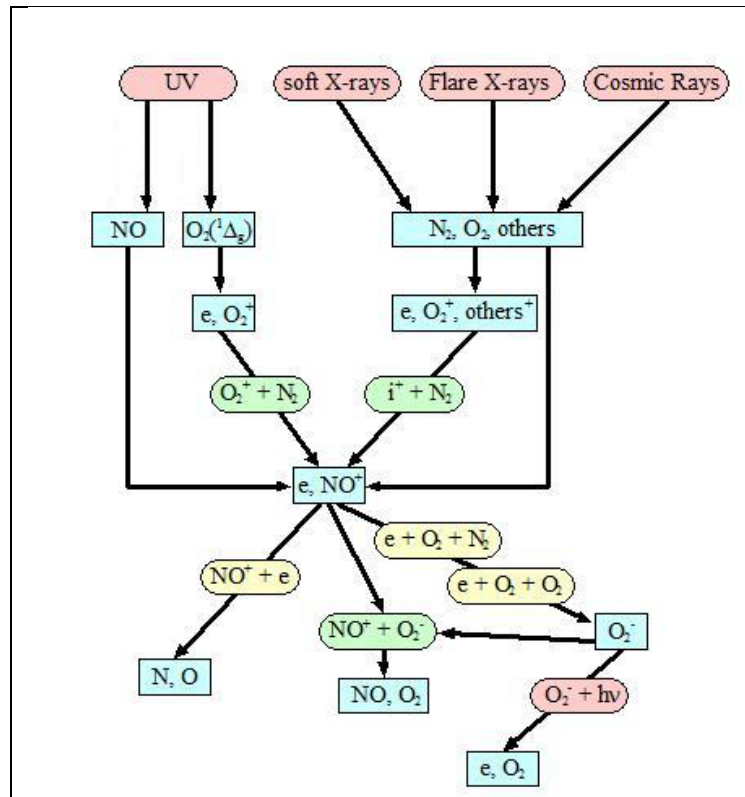 UV
soft X-rays
Flare X-rays
Cosmic Rays
NO
O₂(¹Δg)
N₂, O₂, others
e, O₂⁺
e, O₂⁺, others⁺
O₂⁺ + N₂
i⁺ + N₂
e, NO⁺
e + O₂ + N₂
NO⁺ + e
e + O₂ + O₂
NO⁺ + O₂⁻
O₂⁻
N, O
NO, O₂
O₂⁻ + hν
e, O₂